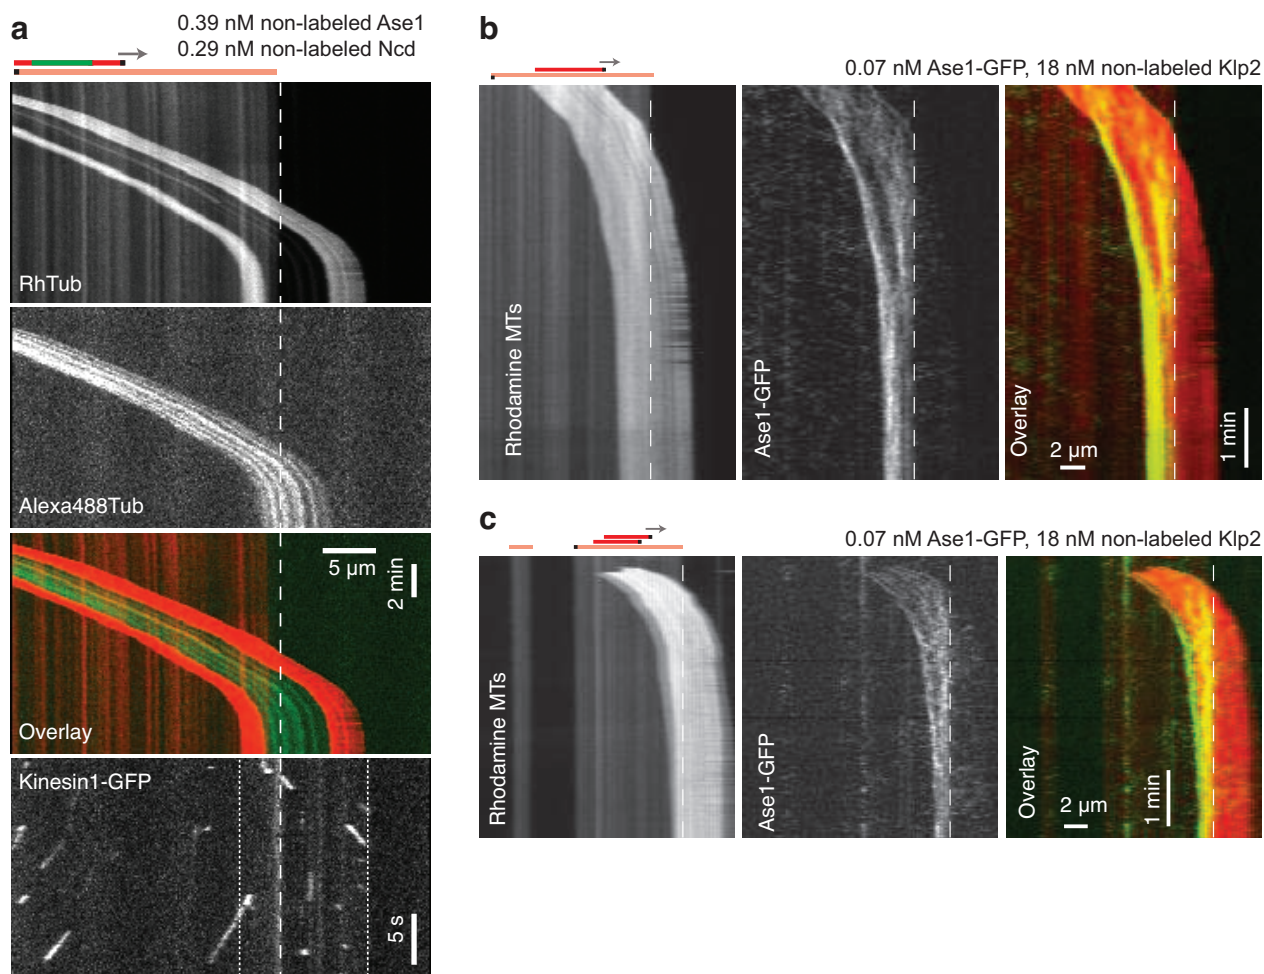 a
0.39 nM non-labeled Ase1
0.29 nM non-labeled Ncd
RhTub
Alexa488Tub
5 µm
2 min
Overlay
Kinesin1-GFP
5 s
b
0.07 nM Ase1-GFP, 18 nM non-labeled Klp2
Rhodamine MTs
Ase1-GFP
Overlay
2 µm
1 min
c
0.07 nM Ase1-GFP, 18 nM non-labeled Klp2
Rhodamine MTs
Ase1-GFP
Overlay
2 µm
1 min